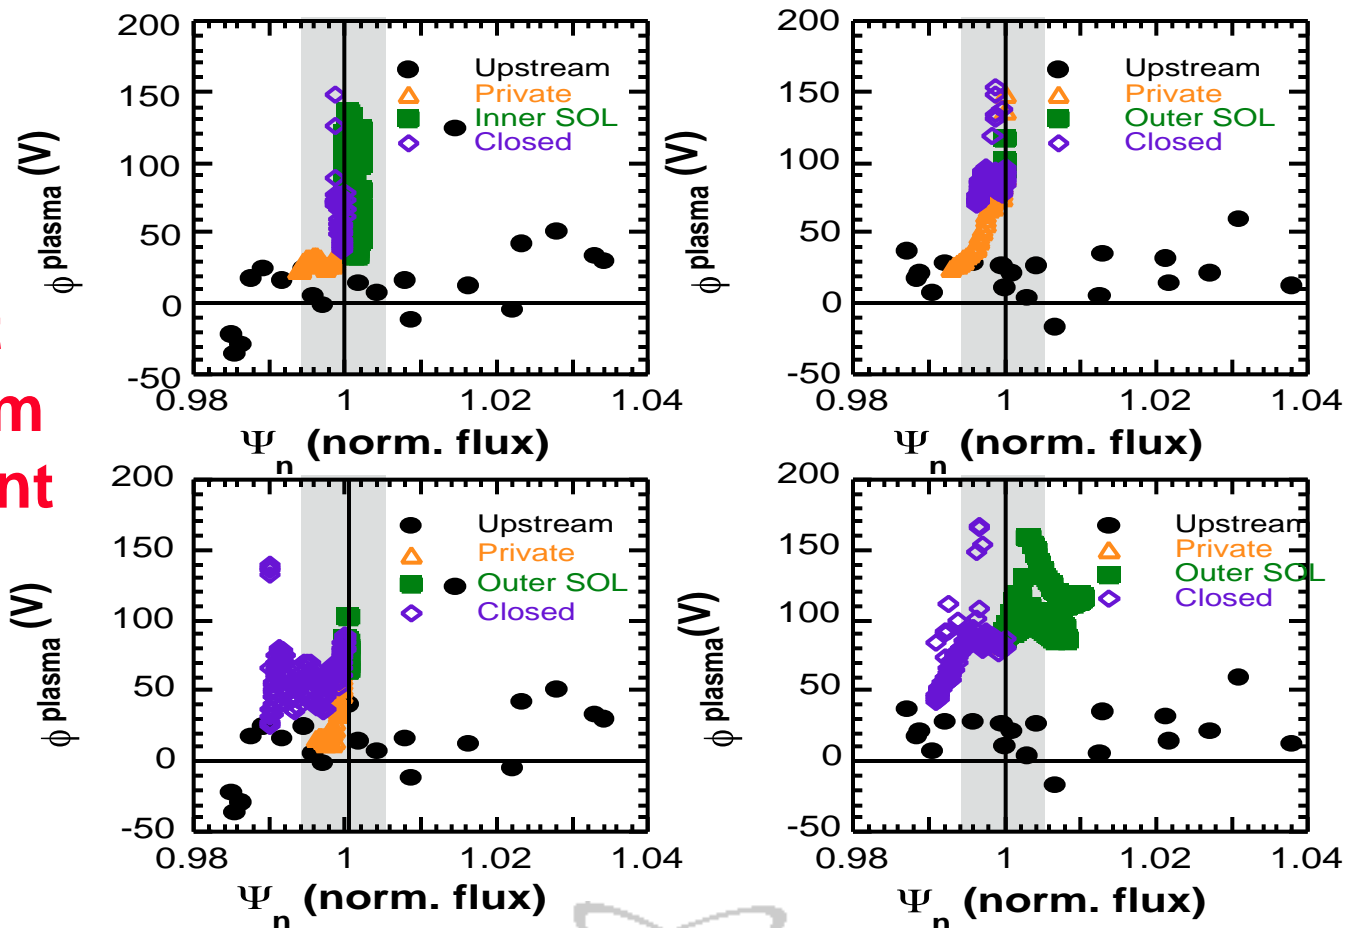 200
150
100
50
0
-50
0.98 1 1.02 1.04
ϕ plasma (V)
Ψn (norm. flux)
Upstream
Private
Inner SOL
Closed
200
150
100
50
0
-50
0.98 1 1.02 1.04
ϕ plasma (V)
Ψn (norm. flux)
Upstream
Private
Outer SOL
Closed
m
nt
200
150
100
50
0
-50
0.98 1 1.02 1.04
ϕ plasma (V)
Ψn (norm. flux)
Upstream
Private
Outer SOL
Closed
200
150
100
50
0
-50
0.98 1 1.02 1.04
ϕ plasma(V)
Ψn (norm. flux)
Upstream
Private
Outer SOL
Closed